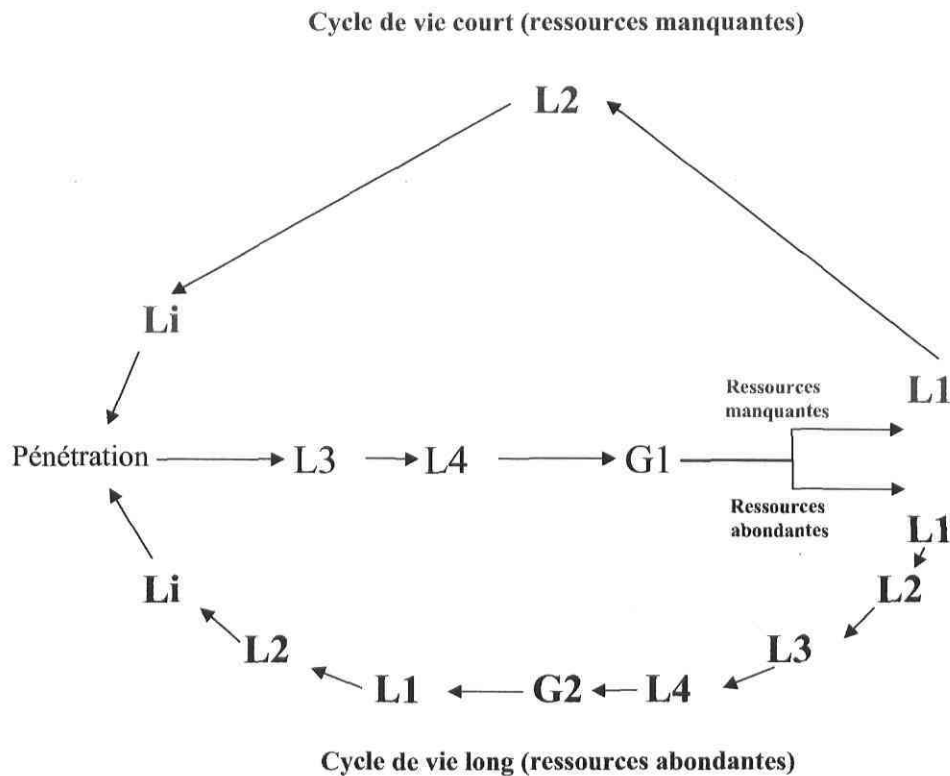 Cycle de vie court (ressources manquantes)
L2
Li
Ressources
manquantes
L1
Pénétration
L3
L4
G1
Ressources
abondantes
L1
Li
L2
L2
L3
L1
G2
L4
Cycle de vie long (ressources abondantes)